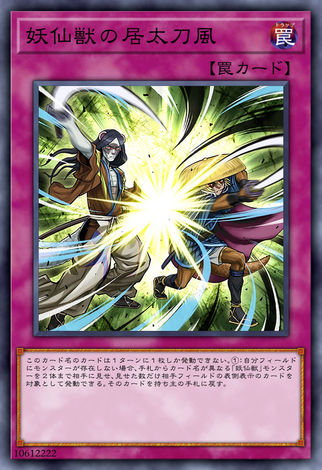 妖仙獣の居太刀風
トラップ
罠
【罠カード】
このカード名のカードは1ターンに1枚しか発動できない。①:自分フィールド
にモンスターが存在しない場合、手札からカード名が異なる「妖仙獣」モンスタ
ーを2体まで相手に見せ、見せた数だけ相手フィールドの表側表示のカードを
対象として発動できる。そのカードを持ち主の手札に戻す。
10612222